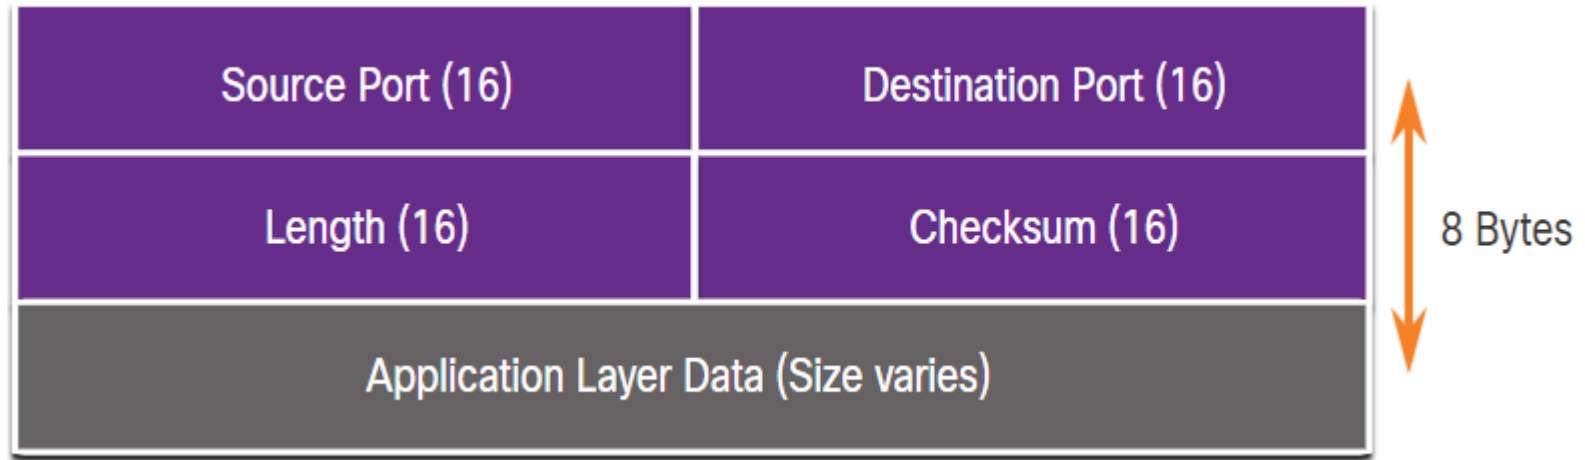 Source Port (16)
Destination Port (16)
Length (16)
Checksum (16)
8 Bytes
Application Layer Data (Size varies)